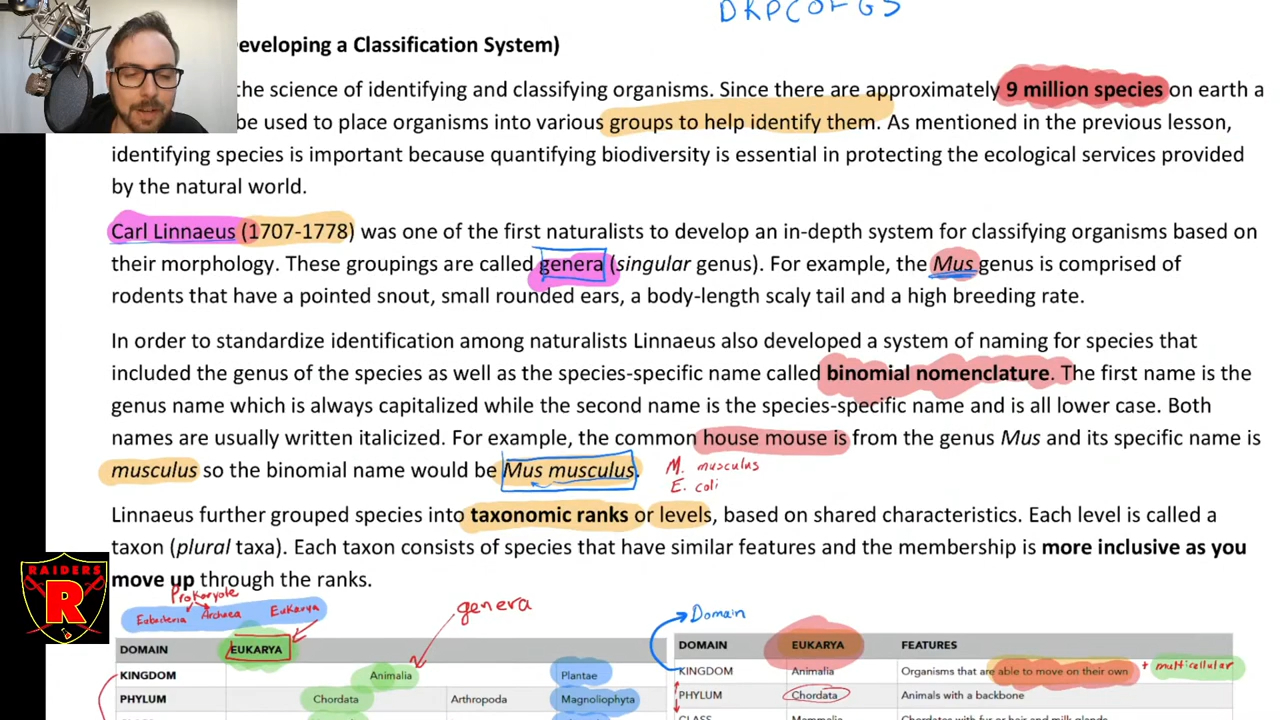 DKPCOFGS
eveloping a Classification System)
the science of identifying and classifying organisms. Since there are approximately 9 million species on earth a
be used to place organisms into various groups to help identify them. As mentioned in the previous lesson,
identifying species is important because quantifying biodiversity is essential in protecting the ecological services provided
by the natural world.
Carl Linnaeus (1707-1778) was one of the first naturalists to develop an in-depth system for classifying organisms based on
their morphology. These groupings are called genera (singular genus). For example, the Mus genus is comprised of
rodents that have a pointed snout, small rounded ears, a body-length scaly tail and a high breeding rate.
In order to standardize identification among naturalists Linnaeus also developed a system of naming for species that
included the genus of the species as well as the species-specific name called binomial nomenclature. The first name is the
genus name which is always capitalized while the second name is the species-specific name and is all lower case. Both
names are usually written italicized. For example, the common house mouse is from the genus Mus and its specific name is
musculus so the binomial name would be Mus musculus.
M. musculus
E. coli
Linnaeus further grouped species into taxonomic ranks or levels, based on shared characteristics. Each level is called a
taxon (plural taxa). Each taxon consists of species that have similar features and the membership is more inclusive as you
move up through the ranks.
RAIDERS
R
Prokaryote
Eubacteria Archaea Eukarya
genera
Domain
DOMAIN EUKARYA
KINGDOM Animalia Plantae
PHYLUM Chordata Arthropoda Magnoliophyta
DOMAIN EUKARYA FEATURES
KINGDOM Animalia Organisms that are able to move on their own + multicellular
PHYLUM Chordata Animals with a backbone
CLASS Mammalia Chordates with fur or hair and milk glands